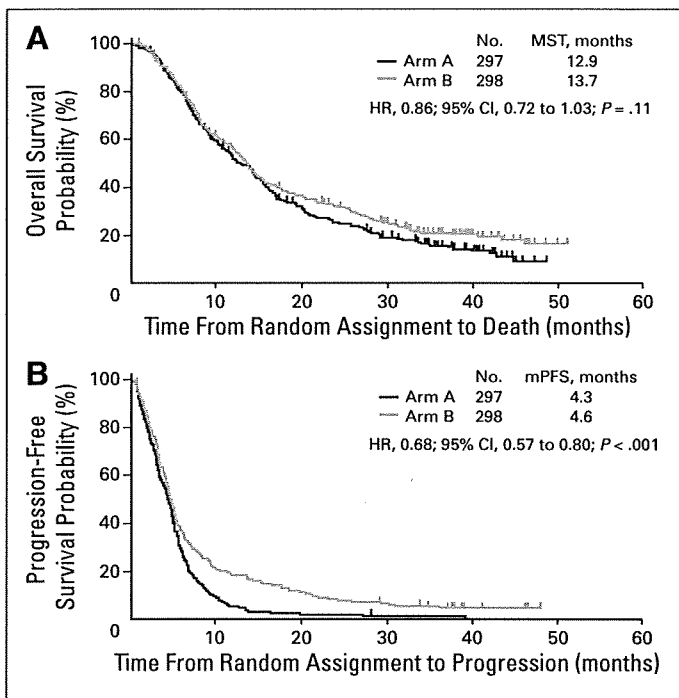 A
No. MST, months
Arm A 297 12.9
Arm B 298 13.7
HR, 0.86; 95% CI, 0.72 to 1.03; P = .11
Overall Survival
Probability (%)
100
80
60
40
20
0
10 20 30 40 50 60
Time From Random Assignment to Death (months)
B
No. mPFS, months
Arm A 297 4.3
Arm B 298 4.6
HR, 0.68; 95% CI, 0.57 to 0.80; P < .001
Progression-Free
Survival Probability (%)
100
80
60
40
20
0
10 20 30 40 50 60
Time From Random Assignment to Progression (months)